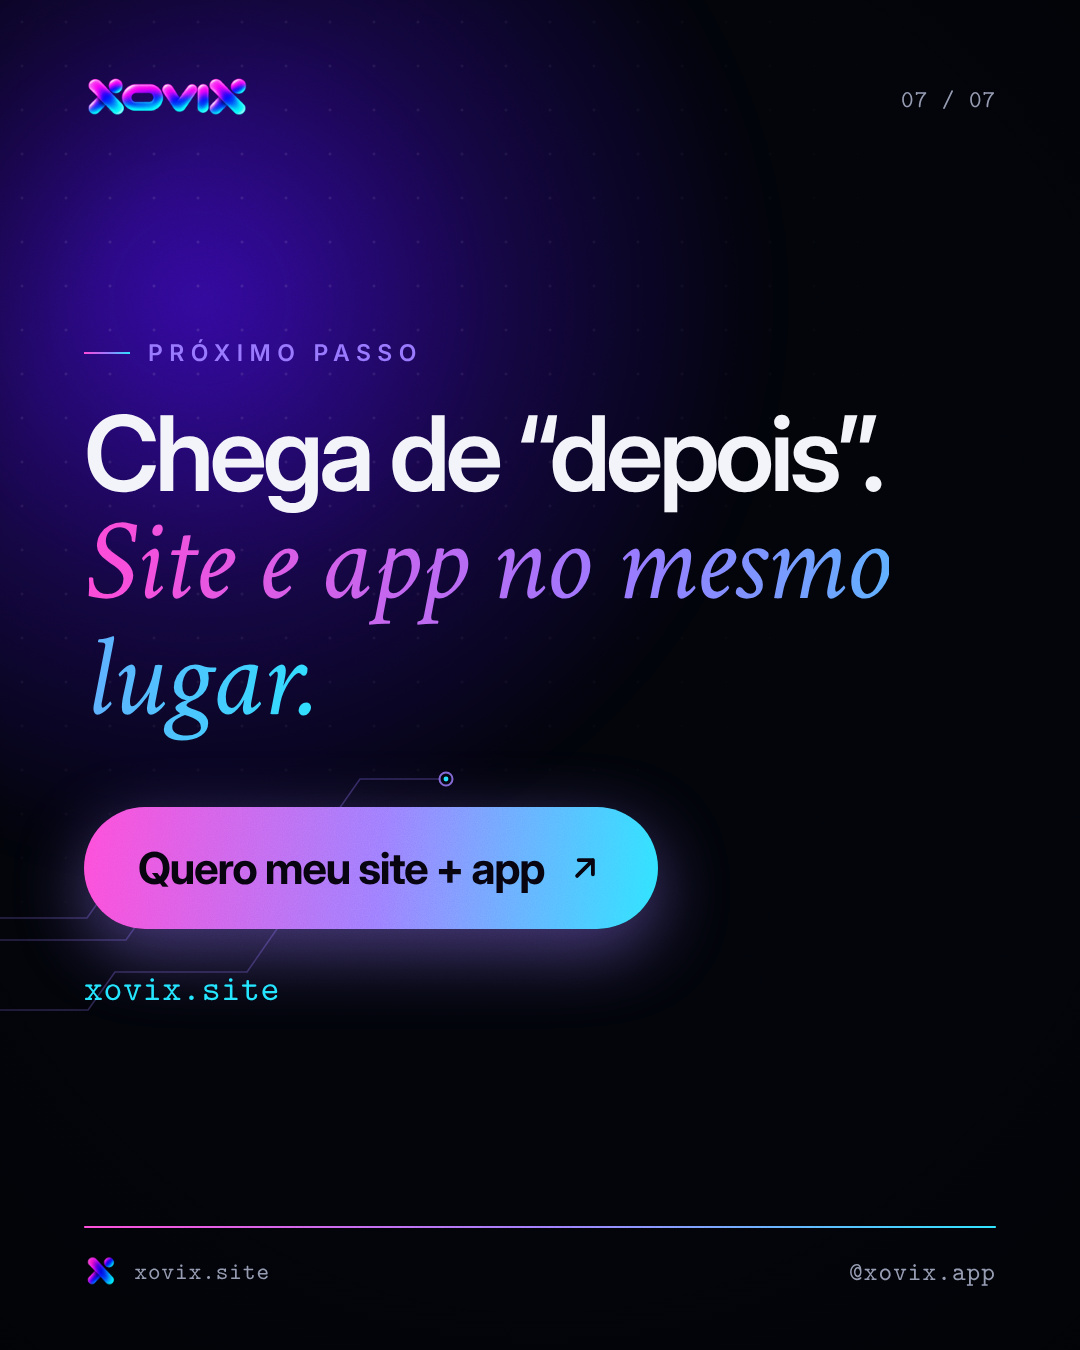 XOVIX
07 / 07
PRÓXIMO PASSO
Chega de “depois”.
Site e app no mesmo
lugar.
Quero meu site + app
xovix.site
xovix.site
@xovix.app